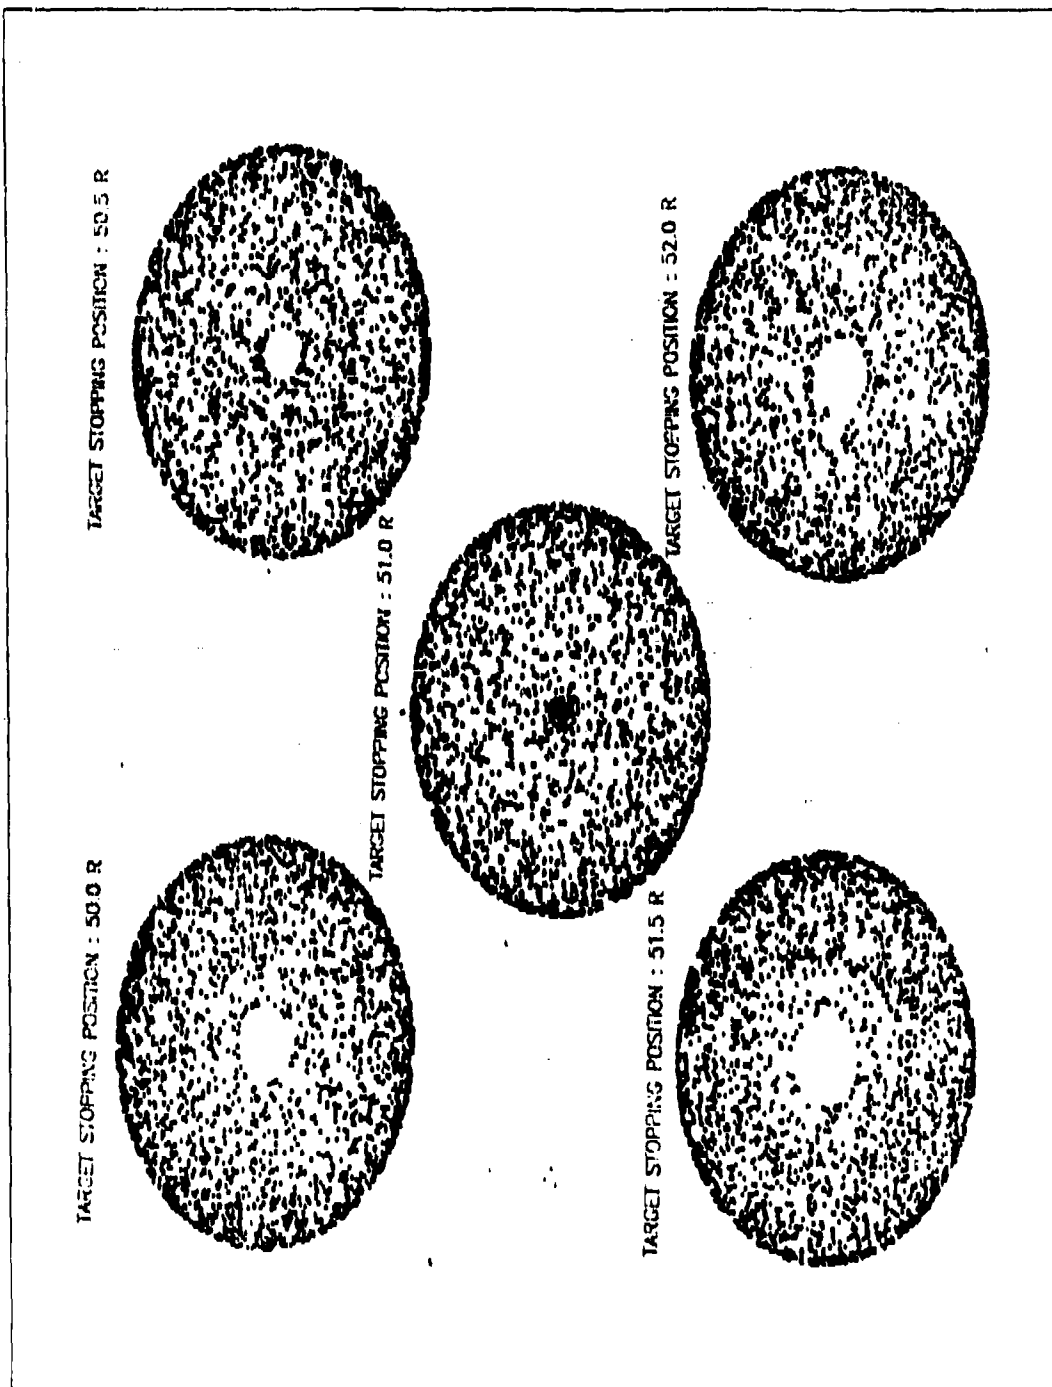 TARGET STOPPING POSITION : 50.0 R
TARGET STOPPING POSITION : 50.5 R
TARGET STOPPING POSITION : 51.0 R
TARGET STOPPING POSITION : 51.5 R
TARGET STOPPING POSITION : 52.0 R